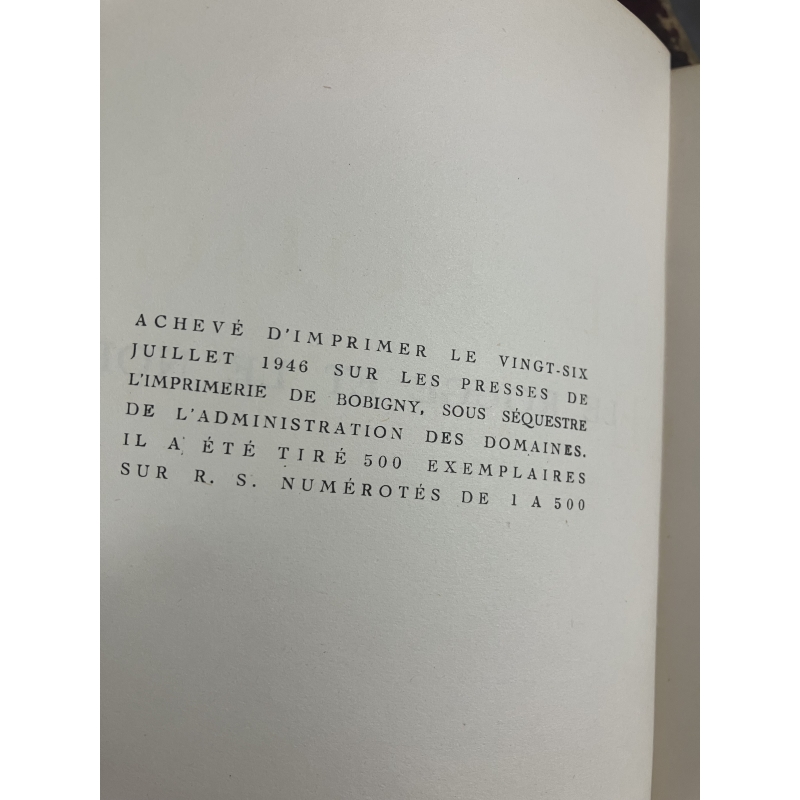 ACHEVÉ D'IMPRIMER LE VINGT-SIX
JUILLET 1946 SUR LES PRESSES DE
L'IMPRIMERIE DE BOBIGNY, SOUS SÉQUESTRE
DE L'ADMINISTRATION DES DOMAINES.
IL A ÉTÉ TIRÉ 500 EXEMPLAIRES
SUR R. S. NUMÉROTÉS DE 1 A 500